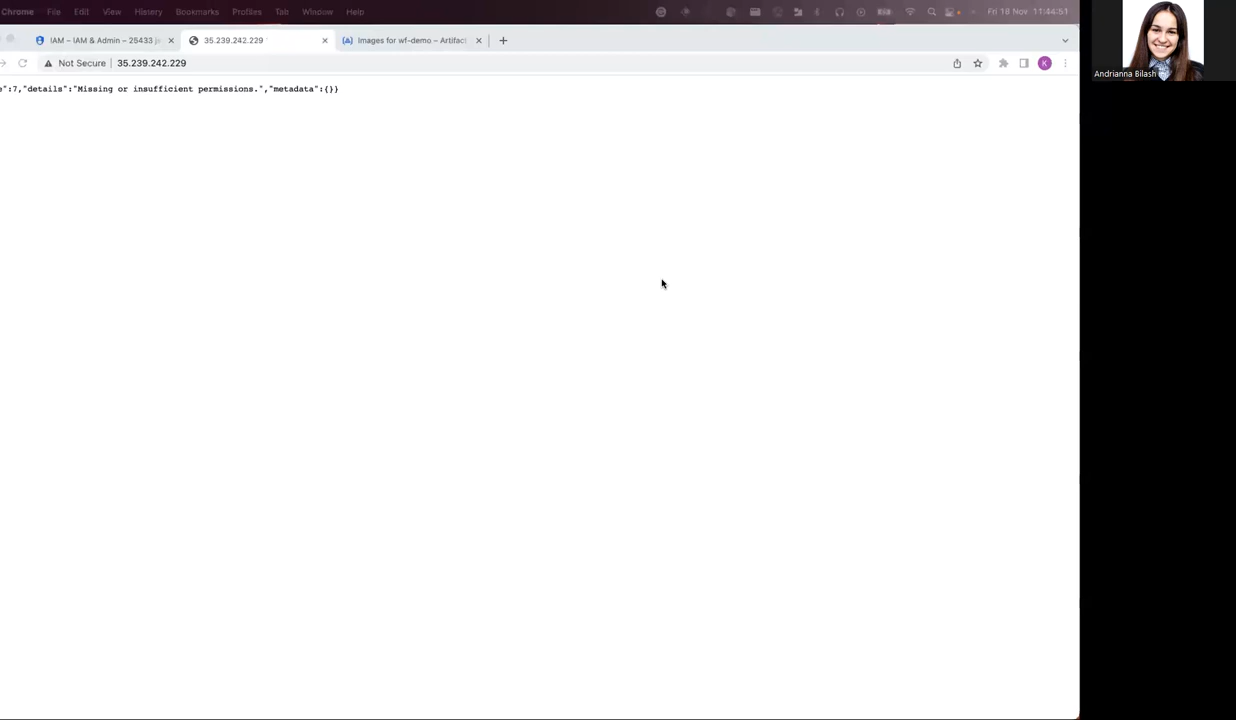 Chrome File Edit View History Bookmarks Profiles Tab Window Help Fri 18 Nov 11:44:51
IAM – IAM & Admin – 25433 35.239.242.229 Images for wf-demo – Artifact
Not Secure 35.239.242.229 K
":7,"details":"Missing or insufficient permissions.","metadata":{}}
Andrianna Bilash